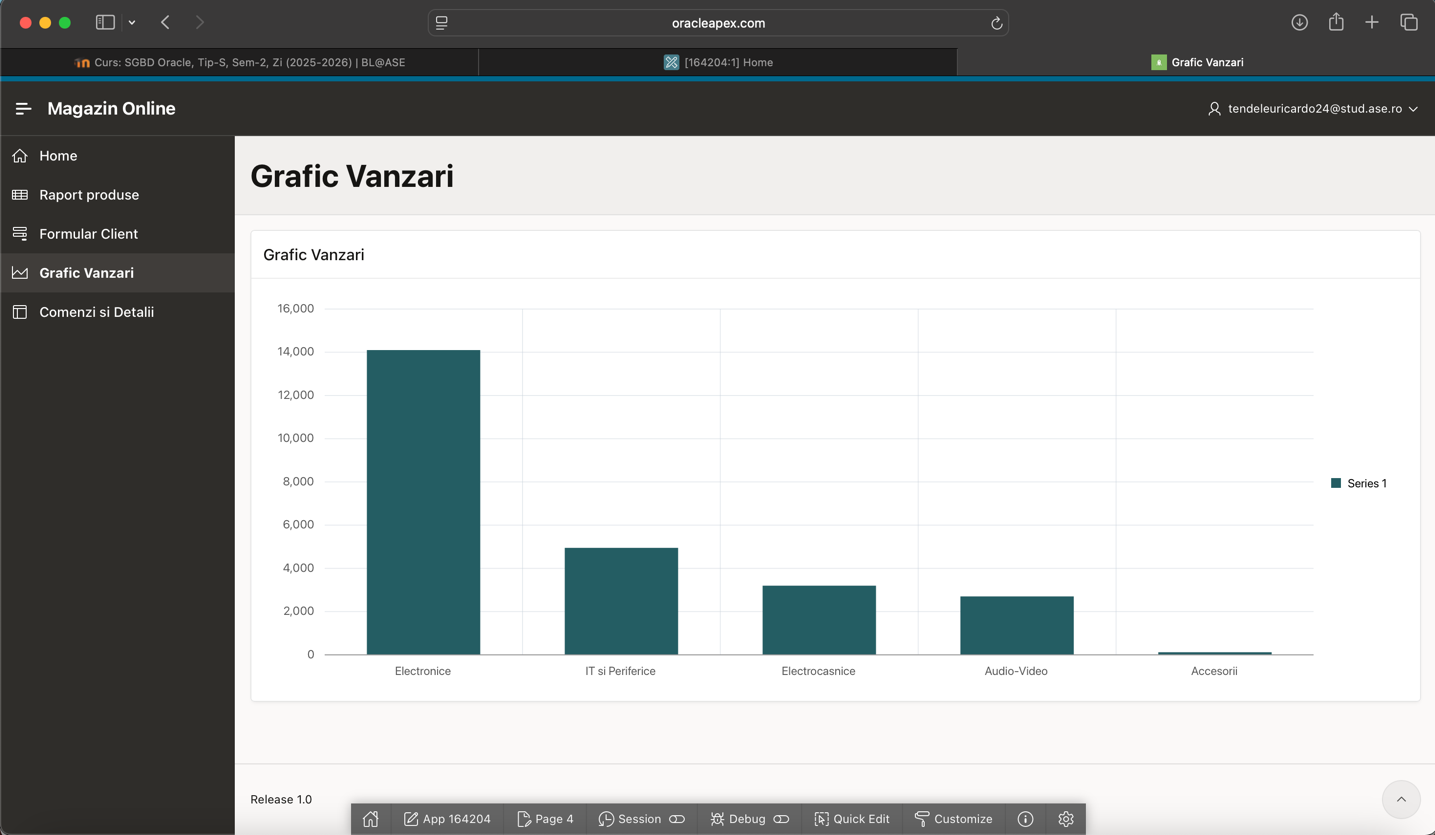 oracleapex.com
Curs: SGBD Oracle, Tip-S, Sem-2, Zi (2025-2026) | BL@ASE
[164204:1] Home
Grafic Vanzari
Magazin Online
tendeleuricardo24@stud.ase.ro
Home
Raport produse
Formular Client
Grafic Vanzari
Comenzi si Detalii
Grafic Vanzari
Grafic Vanzari
16,000
14,000
12,000
10,000
8,000
6,000
4,000
2,000
0
Electronice
IT si Periferice
Electrocasnice
Audio-Video
Accesorii
Series 1
Release 1.0
App 164204
Page 4
Session
Debug
Quick Edit
Customize